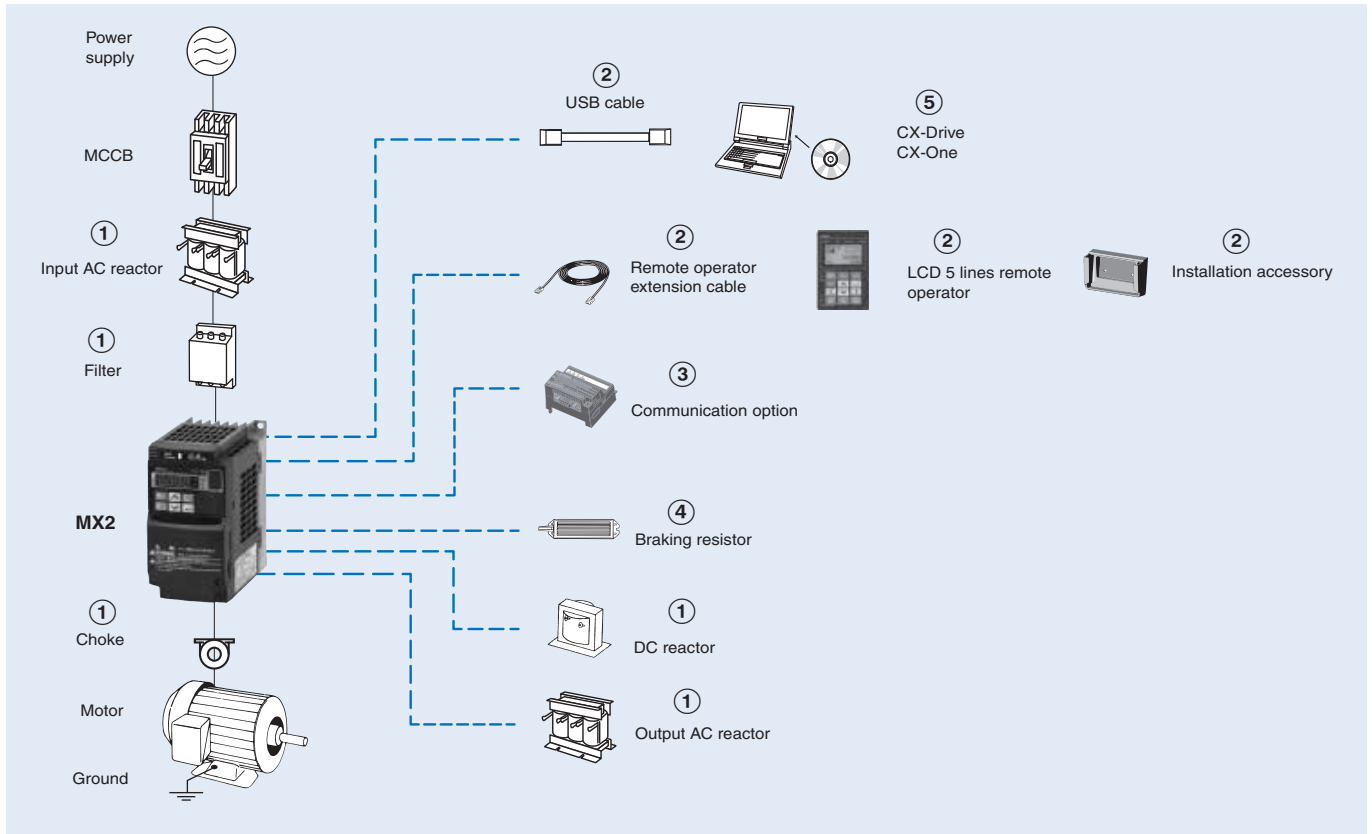 Power
supply
MCCB
1
Input AC reactor
1
Filter
MX2
1
Choke
Motor
Ground
2
USB cable
5
CX-Drive
CX-One
2
Remote operator
extension cable
2
LCD 5 lines remote
operator
2
Installation accessory
3
Communication option
4
Braking resistor
1
DC reactor
1
Output AC reactor